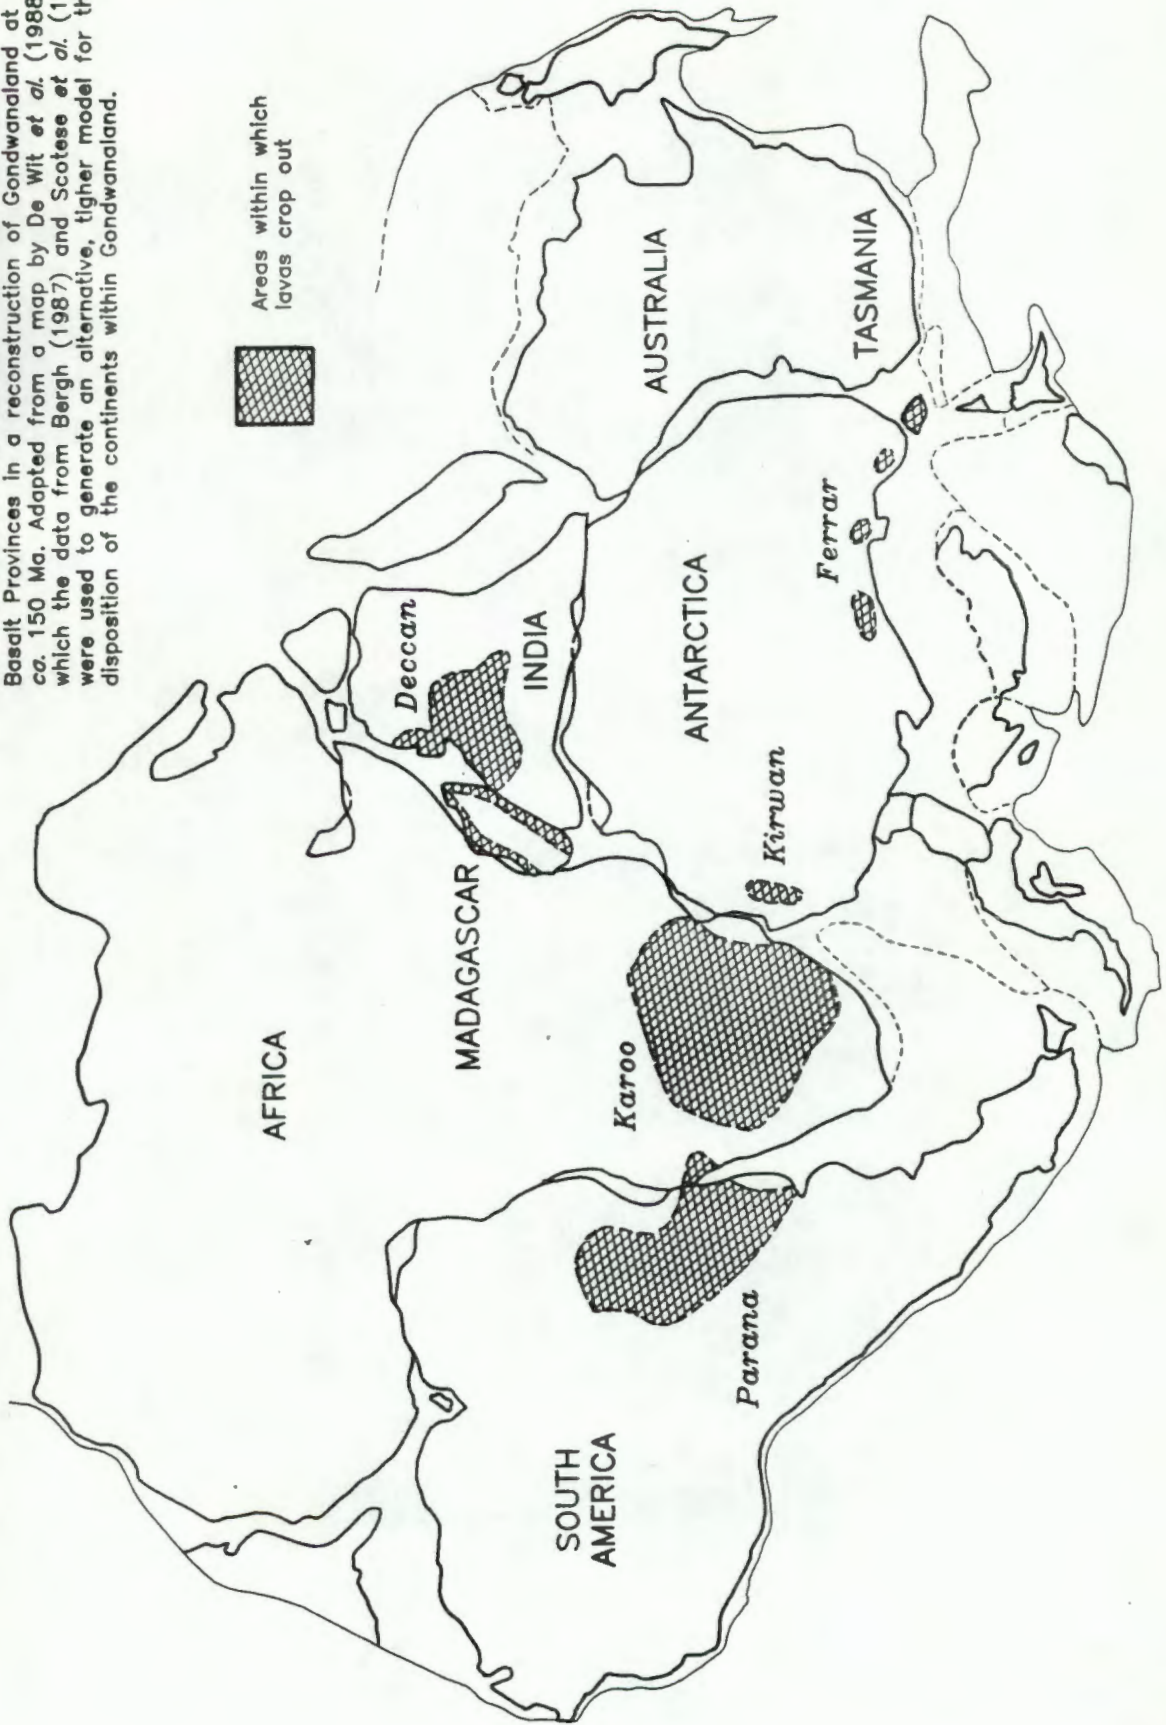 Basalt Provinces in a reconstruction of Gondwanaland at
ca. 150 Ma. Adapted from a map by De Wit et al. (1988
which the data from Bergh (1987) and Scotese et al. (1
were used to generate an alternative, tigher model for th
disposition of the continents within Gondwanaland.
Areas within which
lavas crop out
AFRICA
Deccan
INDIA
MADAGASCAR
AUSTRALIA
TASMANIA
ANTARCTICA
Ferrar
Kirwan
Karoo
Parana
SOUTH
AMERICA